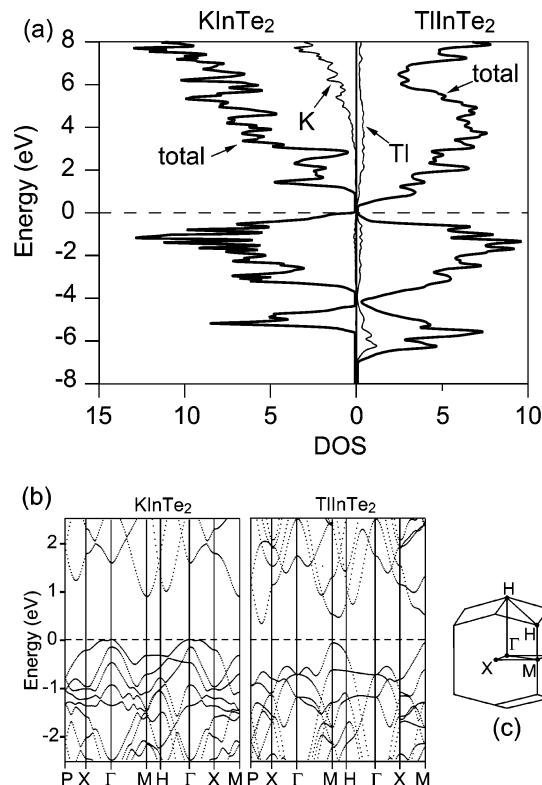 (a) KInTe₂ TlInTe₂
8
6
4
2
0
-2
-4
-6
-8
Energy (eV)
total
K
Tl
total
15 10 5 0 5 10
DOS
(b)
KInTe₂ TlInTe₂
2
1
0
-1
-2
Energy (eV)
P X Γ M H Γ X M P X Γ M H Γ X M
H
H
Γ
X
M
(c)